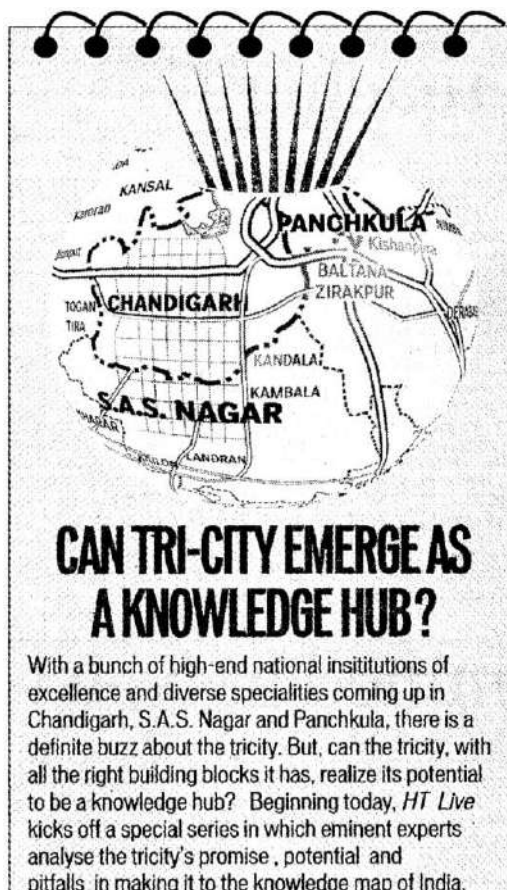 KANSAL
Karoran
PANCHKULA
Kishanpura
BALTANA
CHANDIGARH
ZIRAKPUR
TOGAN
TIRA
KANDALA
S.A.S. NAGAR
KAMBALA
LANDRAN
CAN TRI-CITY EMERGE AS
A KNOWLEDGE HUB?
With a bunch of high-end national insititutions of
excellence and diverse specialities coming up in
Chandigarh, S.A.S. Nagar and Panchkula, there is a
definite buzz about the tricity. But, can the tricity, with
all the right building blocks it has, realize its potential
to be a knowledge hub? Beginning today, HT Live
kicks off a special series in which eminent experts
analyse the tricity's promise , potential and
pitfalls in making it to the knowledge map of India.